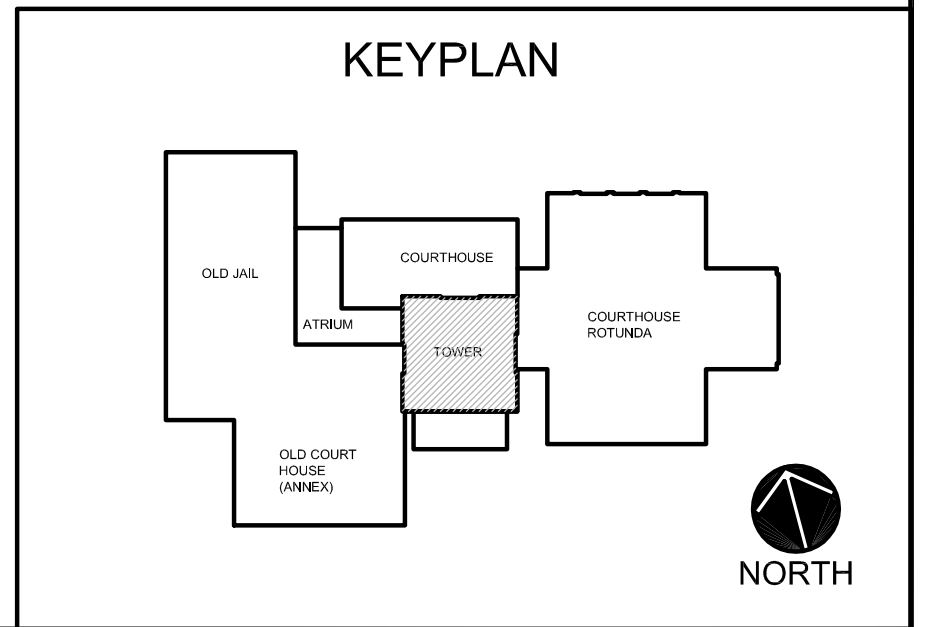 KEYPLAN
COURTHOUSE
OLD JAIL
ATRIUM
COURTHOUSE
ROTUNDA
TOWER
OLD COURT
HOUSE
(ANNEX)
NORTH